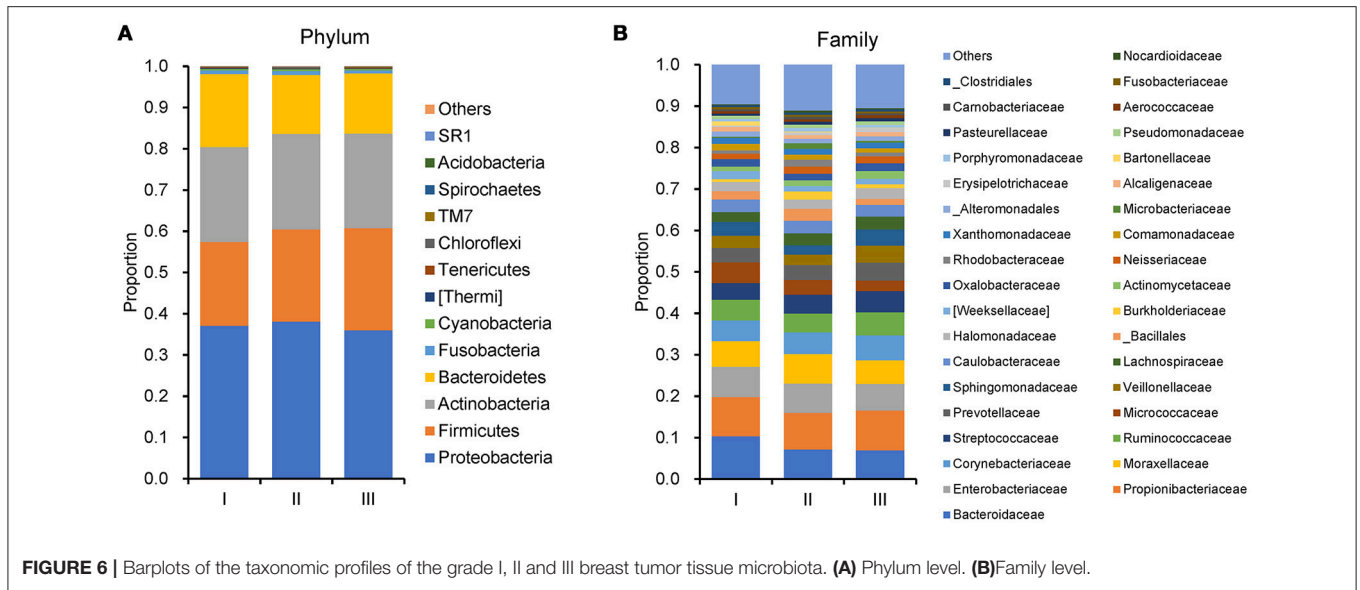 A
Phylum
Proportion
1.0
0.9
0.8
0.7
0.6
0.5
0.4
0.3
0.2
0.1
0.0
I II III
Others
SR1
Acidobacteria
Spirochaetes
TM7
Chloroflexi
Tenericutes
[Thermi]
Cyanobacteria
Fusobacteria
Bacteroidetes
Actinobacteria
Firmicutes
Proteobacteria
B
Family
Proportion
1.0
0.9
0.8
0.7
0.6
0.5
0.4
0.3
0.2
0.1
0.0
I II III
Others Nocardioidaceae
_Clostridiales Fusobacteriaceae
Carnobacteriaceae Aerococcaceae
Pasteurellaceae Pseudomonadaceae
Porphyromonadaceae Bartonellaceae
Erysipelotrichaceae Alcaligenaceae
_Alteromonadales Microbacteriaceae
Xanthomonadaceae Comamonadaceae
Rhodobacteraceae Neisseriaceae
Oxalobacteraceae Actinomycetaceae
[Weeksellaceae] Burkholderiaceae
Halomonadaceae _Bacillales
Caulobacteraceae Lachnospiraceae
Sphingomonadaceae Veillonellaceae
Prevotellaceae Micrococcaceae
Streptococcaceae Ruminococcaceae
Corynebacteriaceae Moraxellaceae
Enterobacteriaceae Propionibacteriaceae
Bacteroidaceae
FIGURE 6 | Barplots of the taxonomic profiles of the grade I, II and III breast tumor tissue microbiota. (A) Phylum level. (B)Family level.